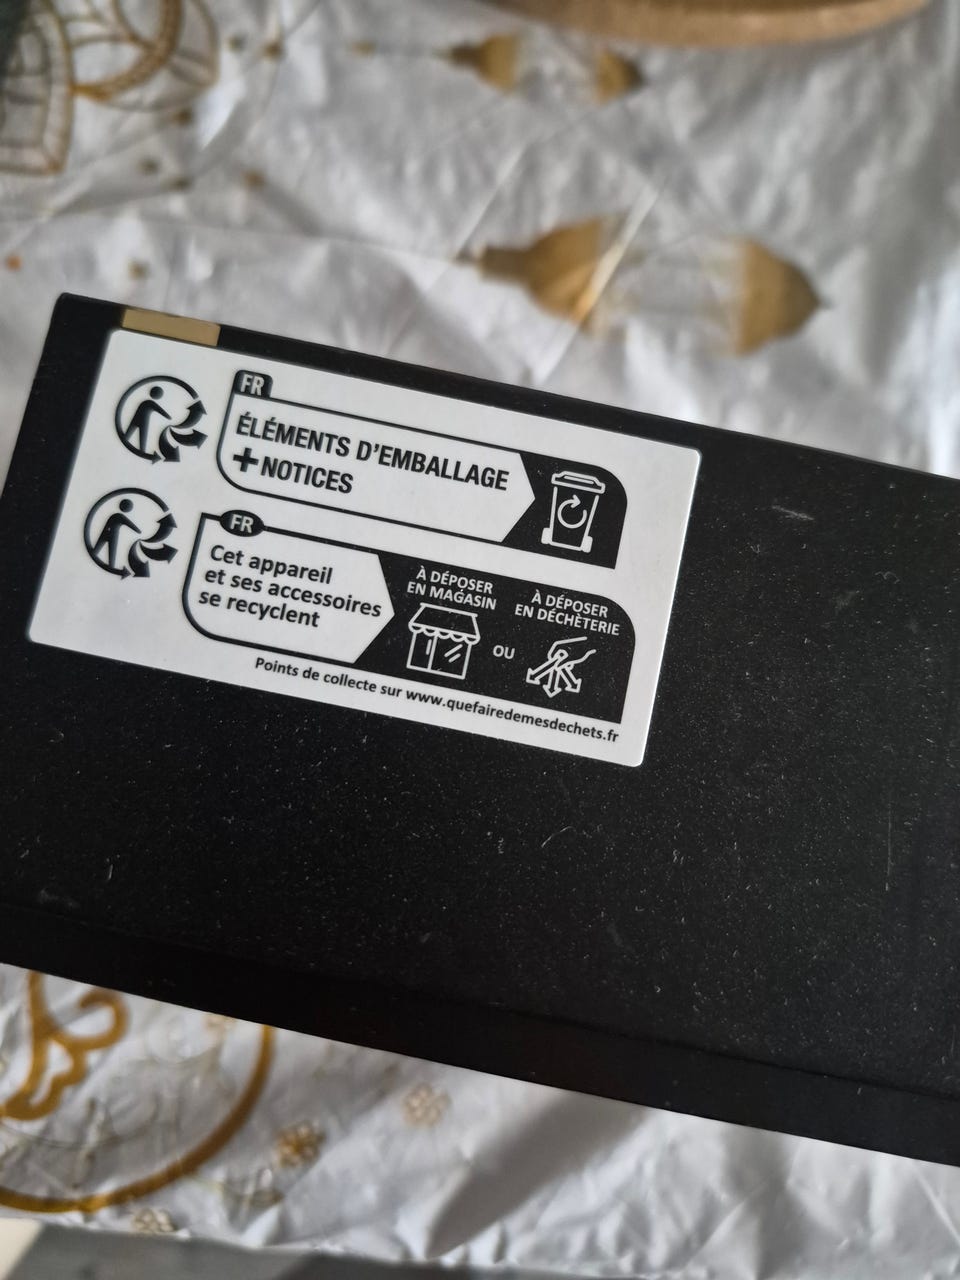 FR
ÉLÉMENTS D'EMBALLAGE
+NOTICES
FR
Cet appareil
et ses accessoires
se recyclent
À DÉPOSER
EN MAGASIN
OU
À DÉPOSER
EN DÉCHÈTERIE
Points de collecte sur www.quefairedemesdechets.fr